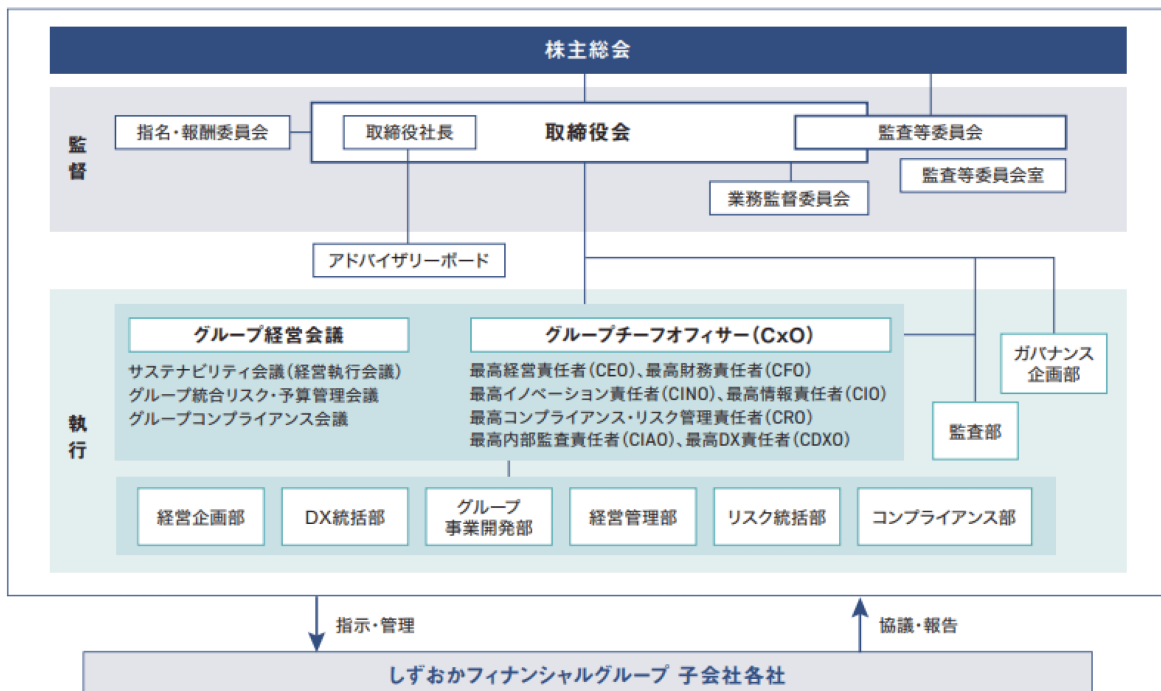 株主総会
監督
指名・報酬委員会
取締役社長
取締役会
監査等委員会
監査等委員会室
業務監督委員会
アドバイザリーボード
執行
グループ経営会議
サステナビリティ会議(経営執行会議)
グループ統合リスク・予算管理会議
グループコンプライアンス会議
グループチーフオフィサー(CxO)
最高経営責任者(CEO)、最高財務責任者(CFO)
最高イノベーション責任者(CINO)、最高情報責任者(CIO)
最高コンプライアンス・リスク管理責任者(CRO)
最高内部監査責任者(CIAO)、最高DX責任者(CDXO)
ガバナンス
企画部
監査部
経営企画部
DX統括部
グループ
事業開発部
経営管理部
リスク統括部
コンプライアンス部
指示・管理
協議・報告
しずおかフィナンシャルグループ 子会社各社